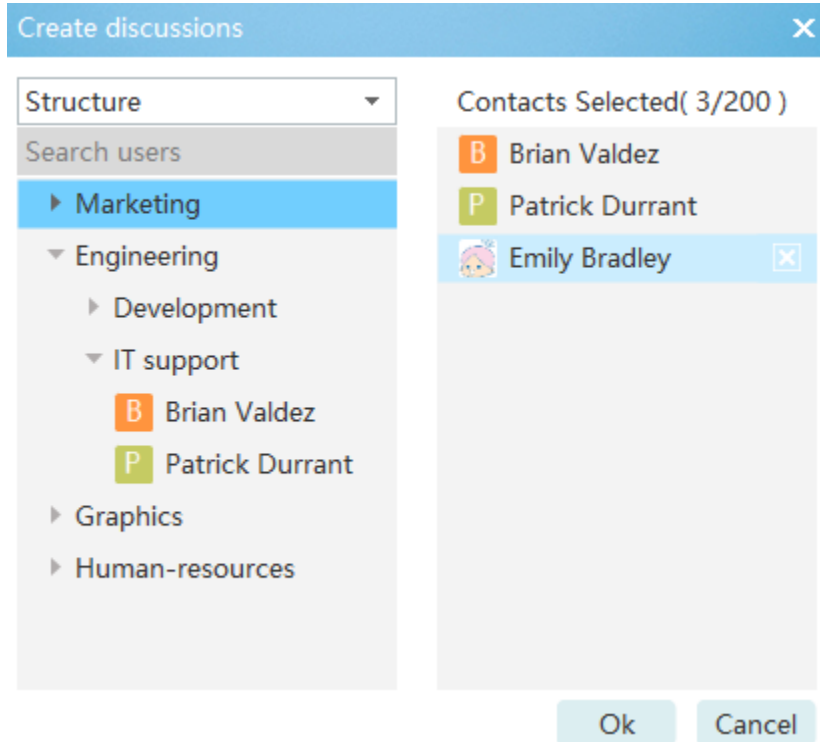 Create discussions
Structure
Search users
Marketing
Engineering
Development
IT support
B Brian Valdez
P Patrick Durrant
Graphics
Human-resources
Contacts Selected( 3/200 )
B Brian Valdez
P Patrick Durrant
Emily Bradley
Ok
Cancel